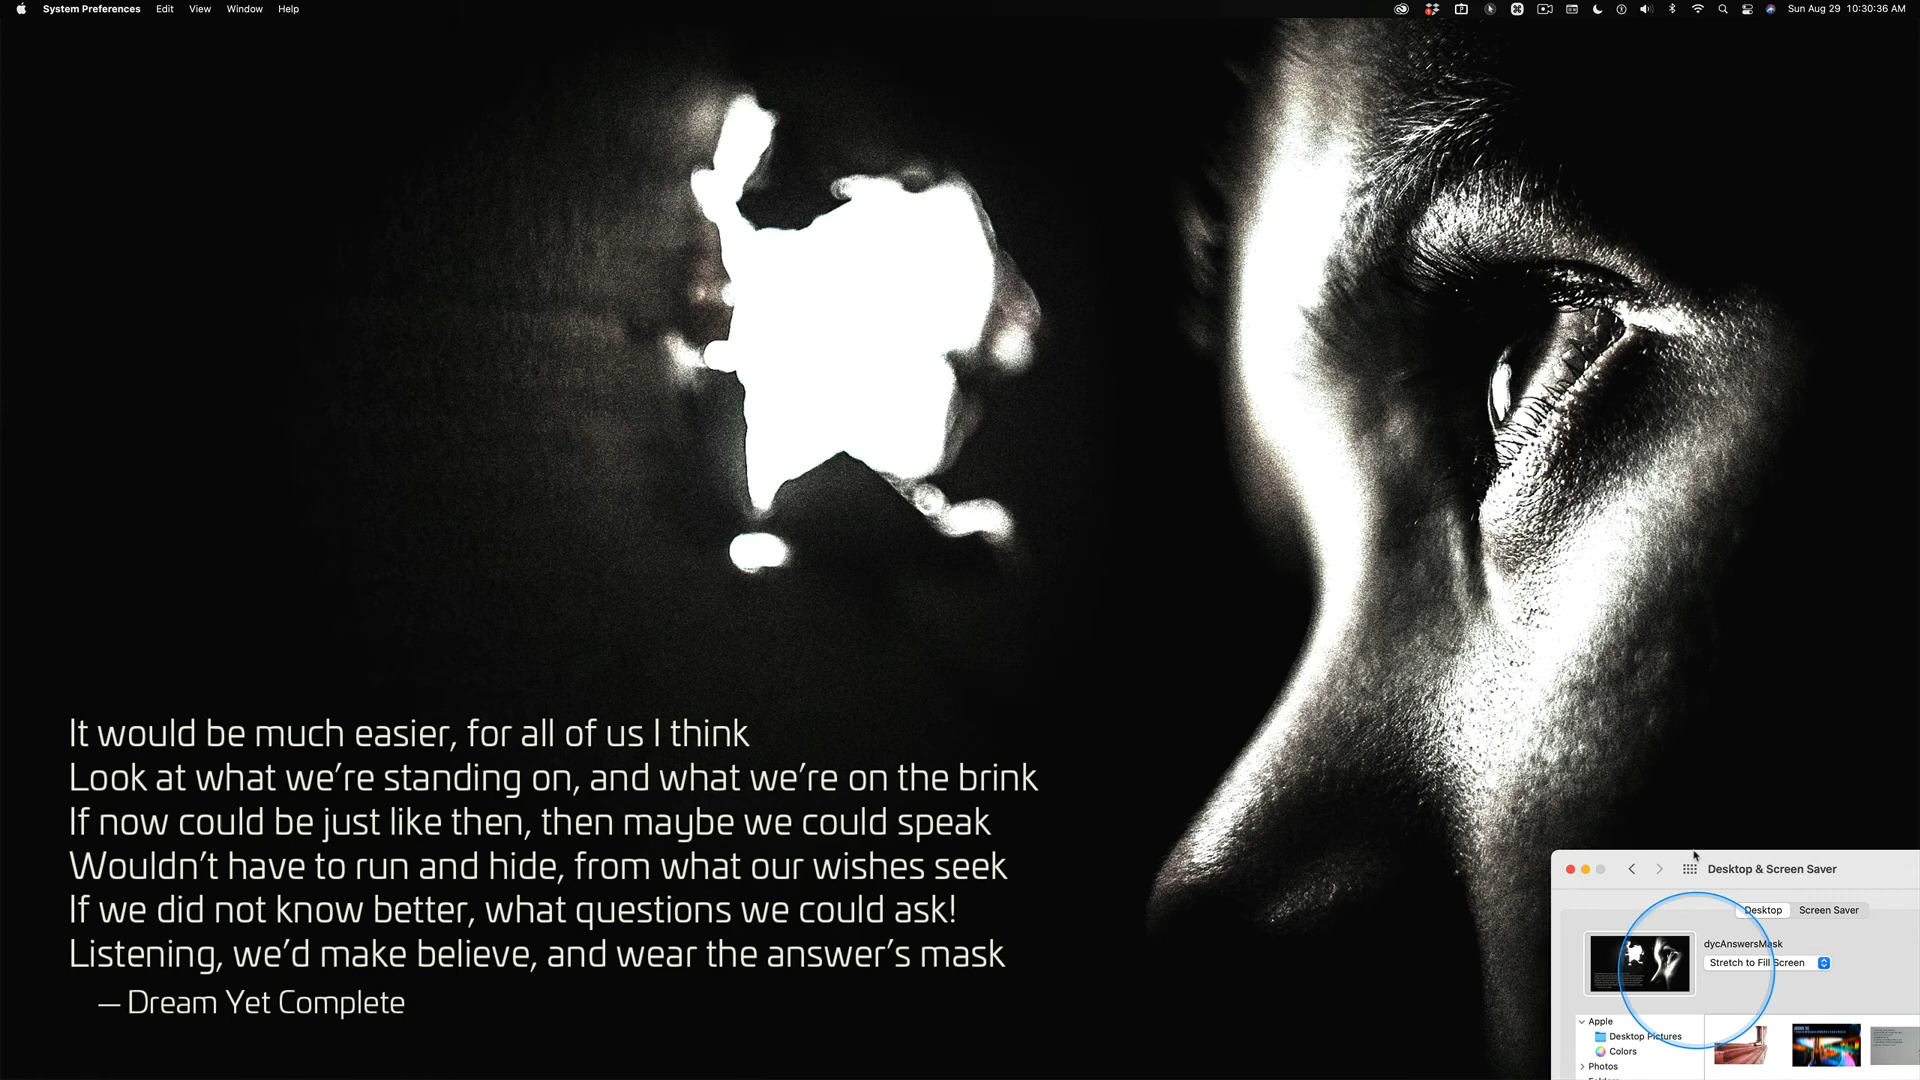 System Preferences Edit View Window Help
Sun Aug 29 10:30:36 AM
It would be much easier, for all of us I think
Look at what we’re standing on, and what we’re on the brink
If now could be just like then, then maybe we could speak
Wouldn’t have to run and hide, from what our wishes seek
If we did not know better, what questions we could ask!
Listening, we’d make believe, and wear the answer’s mask
— Dream Yet Complete
Desktop & Screen Saver
Desktop Screen Saver
dycAnswersMask
Stretch to Fill Screen
Apple
Desktop Pictures
Colors
Photos